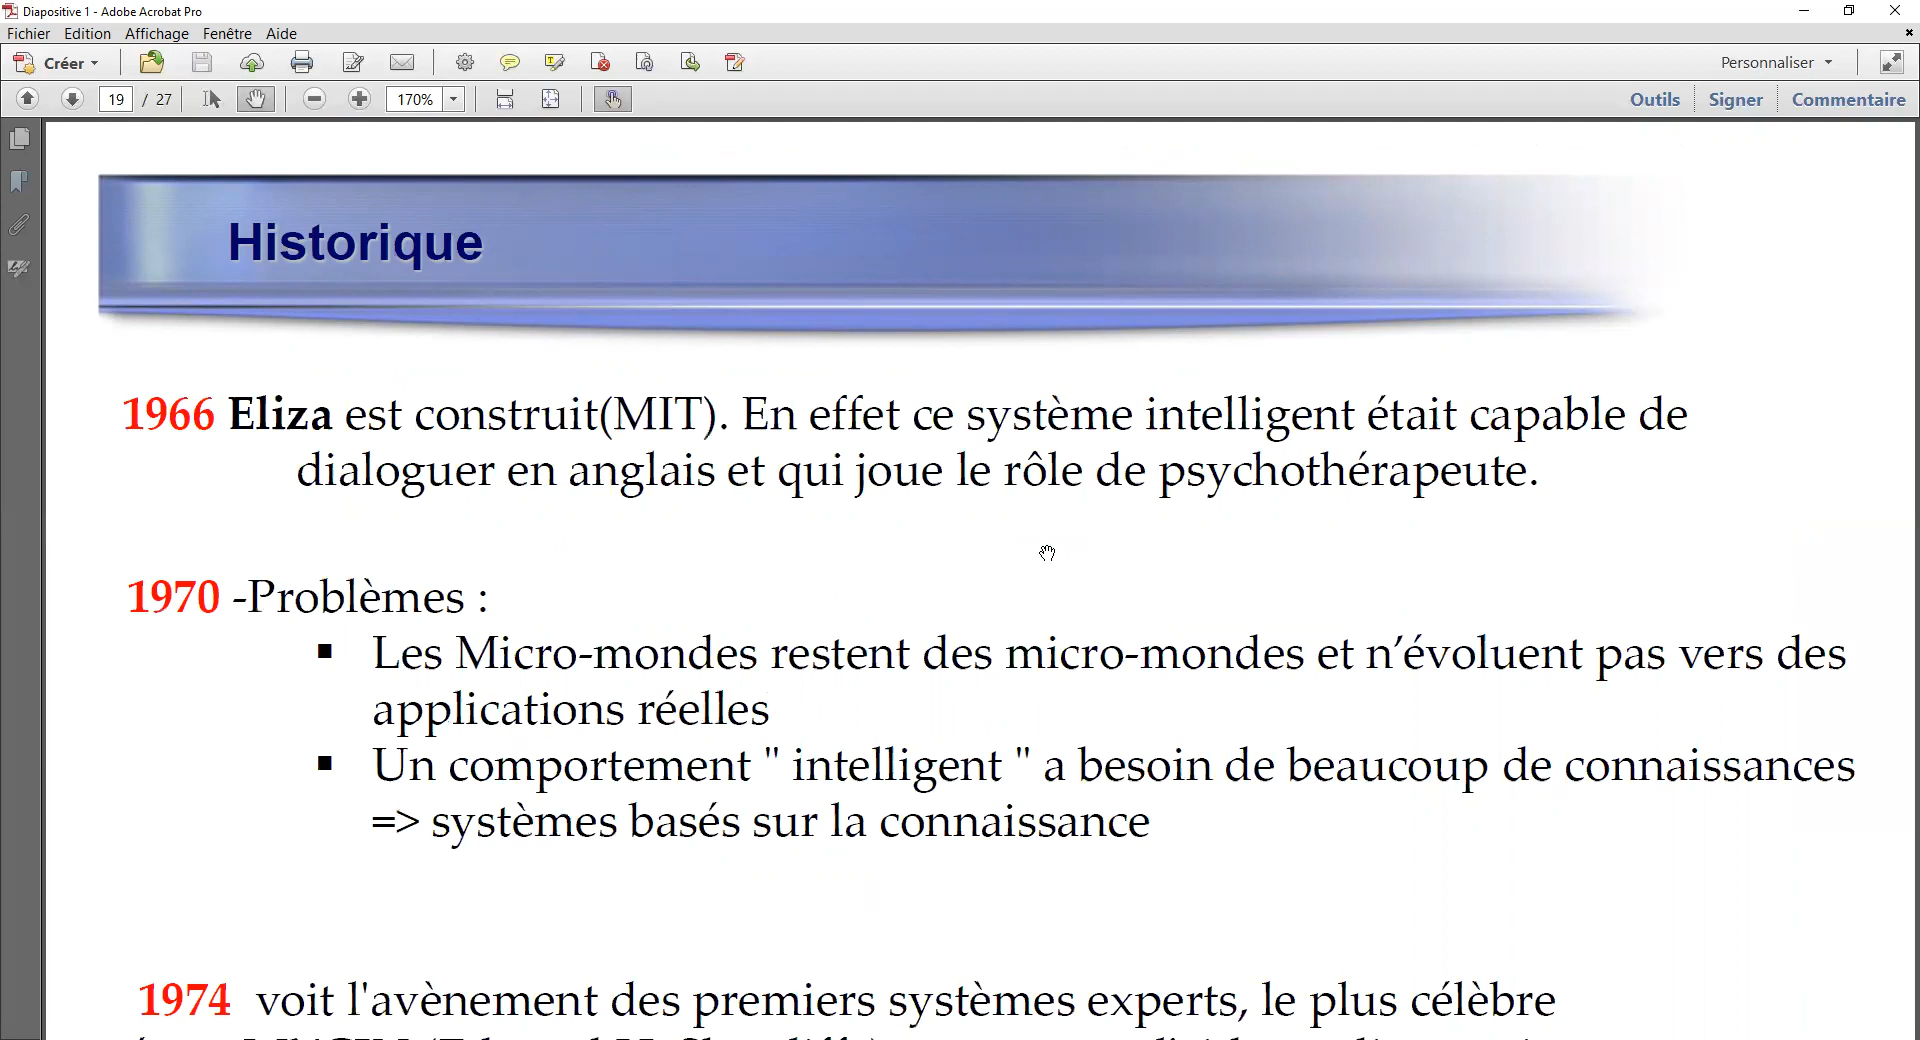 Diapositive 1 - Adobe Acrobat Pro
Fichier Edition Affichage Fenêtre Aide
Créer
Personnaliser
19 / 27
170%
Outils Signer Commentaire
Historique
1966 Eliza est construit(MIT). En effet ce système intelligent était capable de
dialoguer en anglais et qui joue le rôle de psychothérapeute.
1970 -Problèmes :
▪ Les Micro-mondes restent des micro-mondes et n’évoluent pas vers des
applications réelles
▪ Un comportement " intelligent " a besoin de beaucoup de connaissances
=> systèmes basés sur la connaissance
1974 voit l'avènement des premiers systèmes experts, le plus célèbre